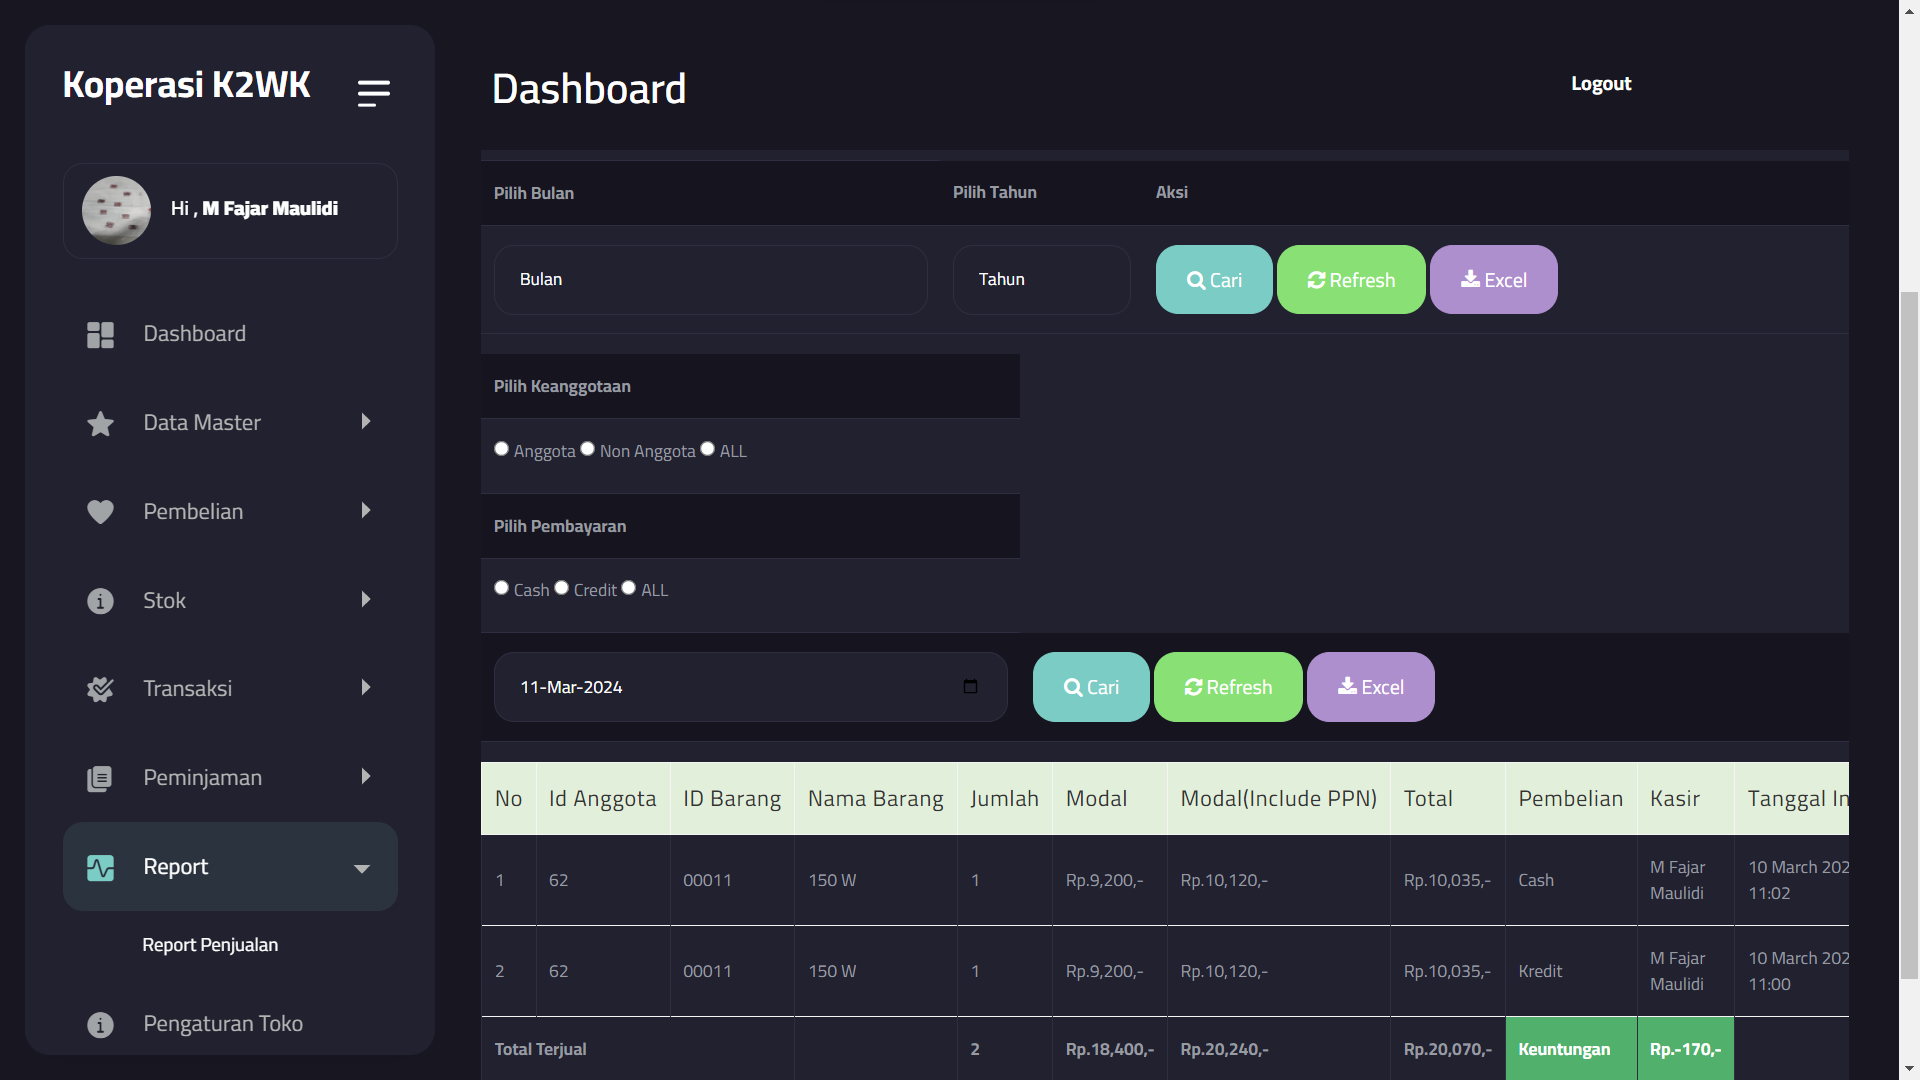 Koperasi K2WK
Hi , M Fajar Maulidi
Dashboard
Data Master
Pembelian
Stok
Transaksi
Peminjaman
Report
Report Penjualan
Pengaturan Toko
Dashboard
Logout
Pilih Bulan Pilih Tahun Aksi
Bulan Tahun Cari Refresh Excel
Pilih Keanggotaan
Anggota Non Anggota ALL
Pilih Pembayaran
Cash Credit ALL
11-Mar-2024 Cari Refresh Excel
No Id Anggota ID Barang Nama Barang Jumlah Modal Modal(Include PPN) Total Pembelian Kasir Tanggal In
1 62 00011 150 W 1 Rp.9,200,- Rp.10,120,- Rp.10,035,- Cash M Fajar Maulidi 10 March 202 11:02
2 62 00011 150 W 1 Rp.9,200,- Rp.10,120,- Rp.10,035,- Kredit M Fajar Maulidi 10 March 202 11:00
Total Terjual 2 Rp.18,400,- Rp.20,240,- Rp.20,070,- Keuntungan Rp.-170,-